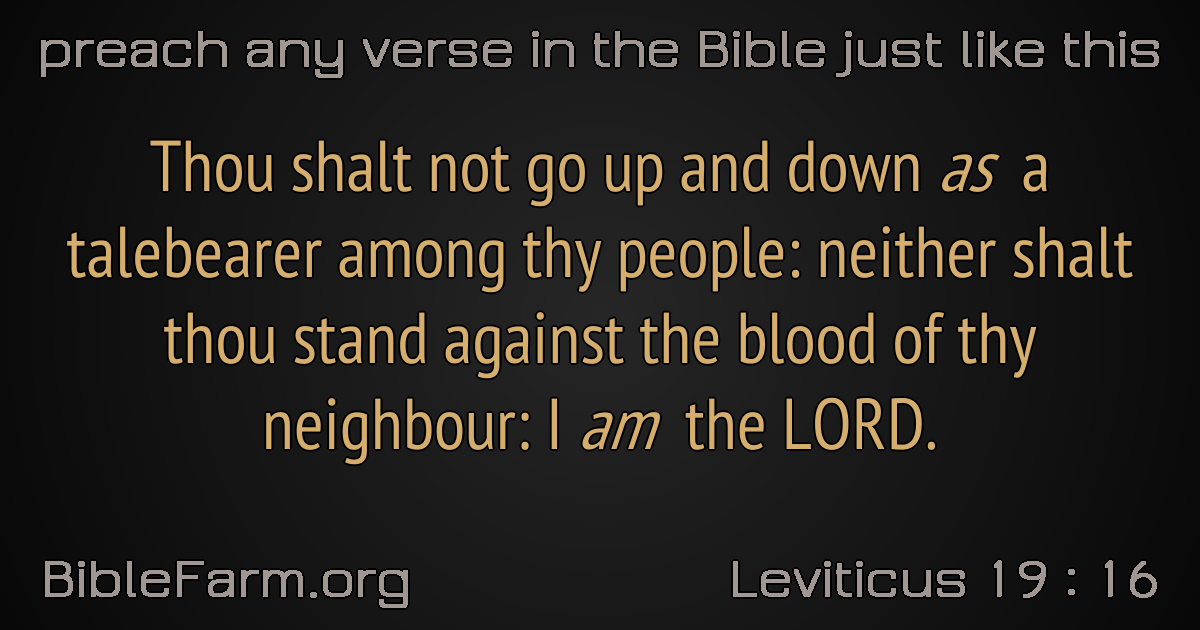 preach any verse in the Bible just like this
Thou shalt not go up and down as a
talebearer among thy people: neither shalt
thou stand against the blood of thy
neighbour: I am the LORD.
BibleFarm.org
Leviticus 19 : 16